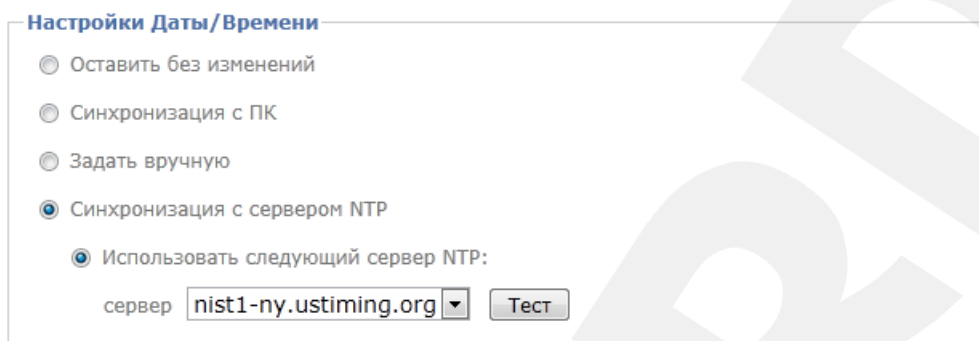 Настройки Даты/Времени
Оставить без изменений
Синхронизация с ПК
Задать вручную
Синхронизация с сервером NTP
Использовать следующий сервер NTP:
сервер nist1-ny.ustiming.org Тест